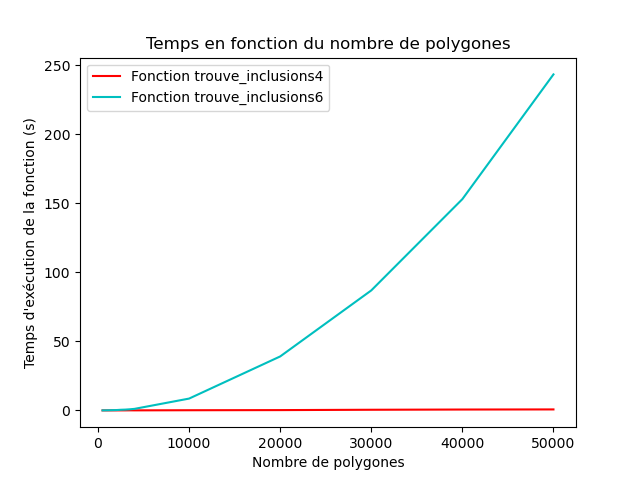 Temps en fonction du nombre de polygones
Fonction trouve_inclusions4
Fonction trouve_inclusions6
Temps d'exécution de la fonction (s)
250
200
150
100
50
0
0 10000 20000 30000 40000 50000
Nombre de polygones